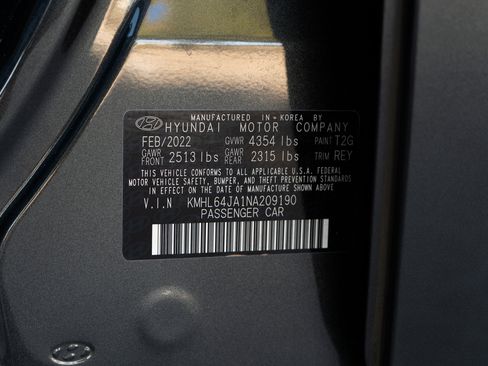 MANUFACTURED IN - KOREA BY
HYUNDAI MOTOR COMPANY
FEB/2022 GVWR 4354 lbs PAINT T2G
GAWR FRONT 2513 lbs GAWR REAR 2315 lbs TRIM REY
THIS VEHICLE CONFORMS TO ALL APPLICABLE U.S.A. FEDERAL
MOTOR VEHICLE SAFETY, BUMPER, AND THEFT PREVENTION STANDARDS
IN EFFECT ON THE DATE OF MANUFACTURE SHOWN ABOVE.
V.I.N KMHL64JA1NA209190
PASSENGER CAR